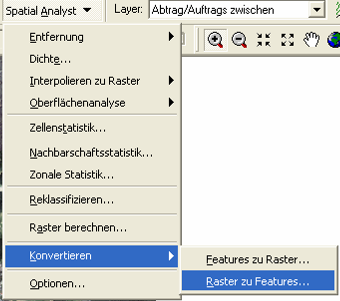 Spatial Analyst Layer: Abtrag/Auftrags zwischen
Entfernung
Dichte...
Interpolieren zu Raster
Oberflächenanalyse
Zellenstatistik...
Nachbarschaftsstatistik...
Zonale Statistik...
Reklassifizieren...
Raster berechnen...
Konvertieren
Features zu Raster...
Raster zu Features...
Optionen...